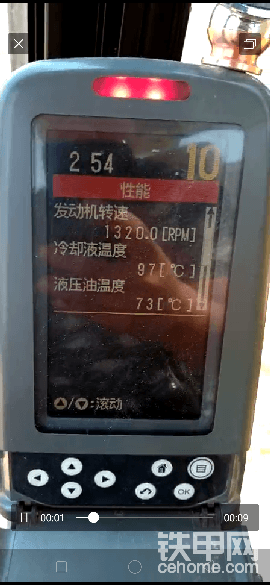 2 54 10
性能
发动机转速
1320.0[RPM]
冷却液温度
97[℃]
液压油温度
73[℃]
▲/▼:滚动
OK
00:01 00:09
铁甲网
cehome.com